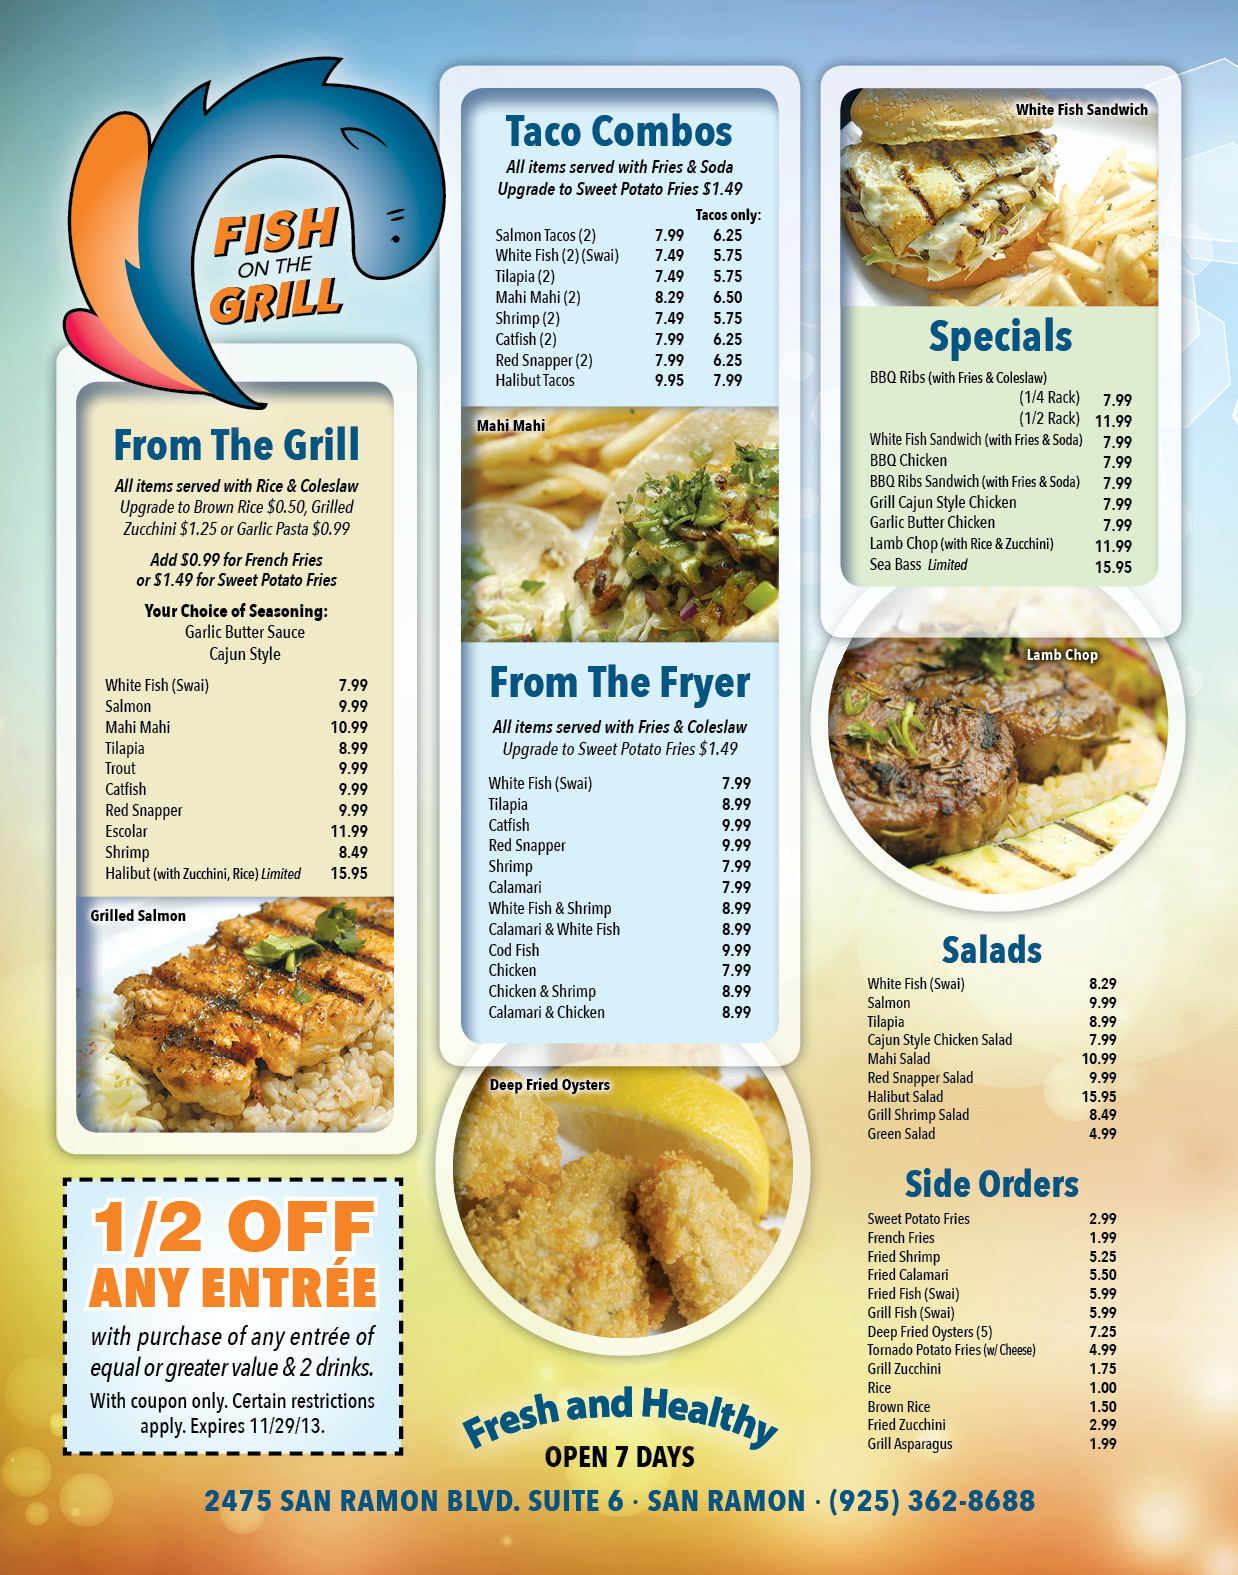 FISH
ON THE
GRILL
From The Grill
All items served with Rice & Coleslaw
Upgrade to Brown Rice $0.50, Grilled
Zucchini $1.25 or Garlic Pasta $0.99
Add $0.99 for French Fries
or $1.49 for Sweet Potato Fries
Your Choice of Seasoning:
Garlic Butter Sauce
Cajun Style
White Fish (Swai) 7.99
Salmon 9.99
Mahi Mahi 10.99
Tilapia 8.99
Trout 9.99
Catfish 9.99
Red Snapper 9.99
Escolar 11.99
Shrimp 8.49
Halibut (with Zucchini, Rice) Limited 15.95
Grilled Salmon
1/2 OFF
ANY ENTRÉE
with purchase of any entrée of
equal or greater value & 2 drinks.
With coupon only. Certain restrictions
apply. Expires 11/29/13.
Taco Combos
All items served with Fries & Soda
Upgrade to Sweet Potato Fries $1.49
Tacos only:
Salmon Tacos (2) 7.99 6.25
White Fish (2) (Swai) 7.49 5.75
Tilapia (2) 7.49 5.75
Mahi Mahi (2) 8.29 6.50
Shrimp (2) 7.49 5.75
Catfish (2) 7.99 6.25
Red Snapper (2) 7.99 6.25
Halibut Tacos 9.95 7.99
Mahi Mahi
From The Fryer
All items served with Fries & Coleslaw
Upgrade to Sweet Potato Fries $1.49
White Fish (Swai) 7.99
Tilapia 8.99
Catfish 9.99
Red Snapper 9.99
Shrimp 7.99
Calamari 7.99
White Fish & Shrimp 8.99
Calamari & White Fish 8.99
Cod Fish 9.99
Chicken 7.99
Chicken & Shrimp 8.99
Calamari & Chicken 8.99
Deep Fried Oysters
Fresh and Healthy
OPEN 7 DAYS
White Fish Sandwich
Specials
BBQ Ribs (with Fries & Coleslaw)
(1/4 Rack) 7.99
(1/2 Rack) 11.99
White Fish Sandwich (with Fries & Soda) 7.99
BBQ Chicken 7.99
BBQ Ribs Sandwich (with Fries & Soda) 7.99
Grill Cajun Style Chicken 7.99
Garlic Butter Chicken 7.99
Lamb Chop (with Rice & Zucchini) 11.99
Sea Bass Limited 15.95
Lamb Chop
Salads
White Fish (Swai) 8.29
Salmon 9.99
Tilapia 8.99
Cajun Style Chicken Salad 7.99
Mahi Salad 10.99
Red Snapper Salad 9.99
Halibut Salad 15.95
Grill Shrimp Salad 8.49
Green Salad 4.99
Side Orders
Sweet Potato Fries 2.99
French Fries 1.99
Fried Shrimp 5.25
Fried Calamari 5.50
Fried Fish (Swai) 5.99
Grill Fish (Swai) 5.99
Deep Fried Oysters (5) 7.25
Tornado Potato Fries (w/ Cheese) 4.99
Grill Zucchini 1.75
Rice 1.00
Brown Rice 1.50
Fried Zucchini 2.99
Grill Asparagus 1.99
2475 SAN RAMON BLVD. SUITE 6 · SAN RAMON · (925) 362-8688